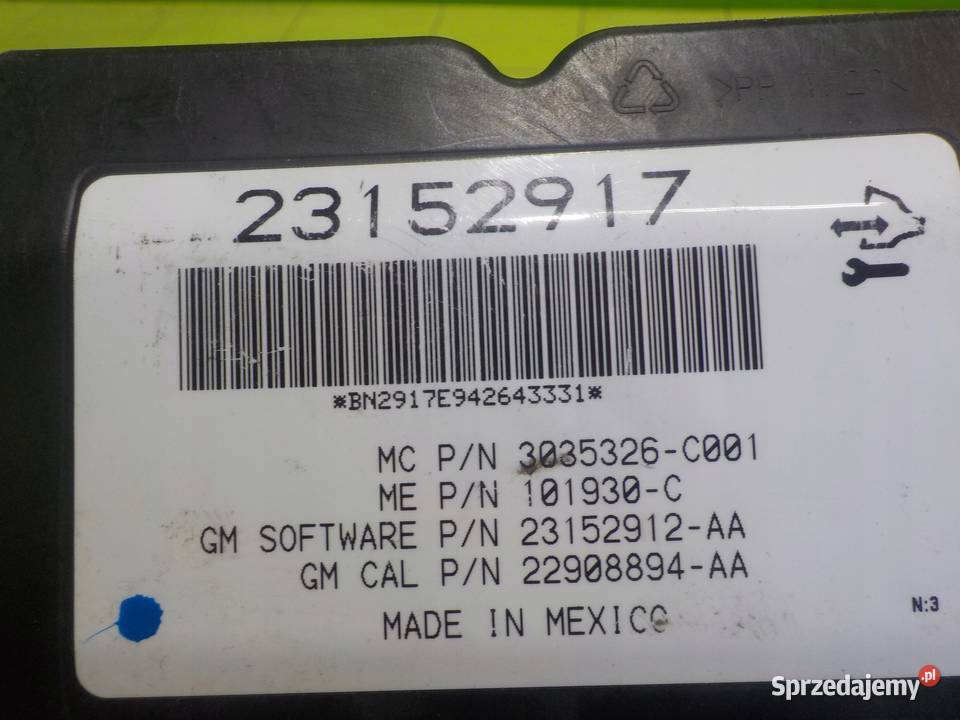 23152917
*BN2917E942643331*
MC P/N 3035326-C001
ME P/N 101930-C
GM SOFTWARE P/N 23152912-AA
GM CAL P/N 22908894-AA
MADE IN MEXICO
N:3
Sprzedajemy.pl